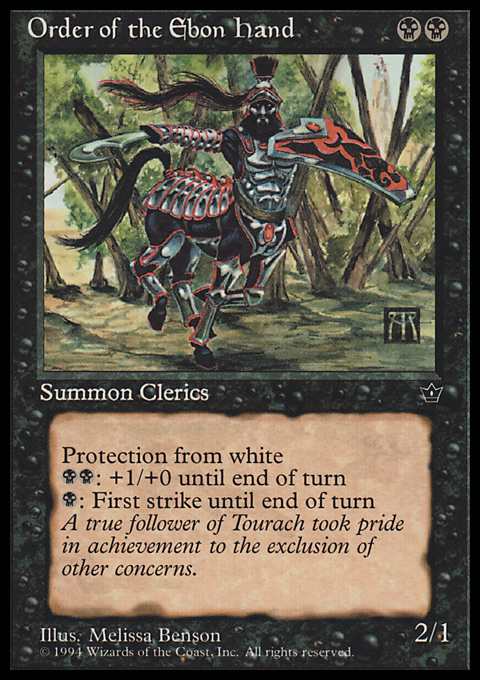 Order of the Ebon Hand
Summon Clerics
Protection from white
: +1/+0 until end of turn
: First strike until end of turn
A true follower of Tourach took pride
in achievement to the exclusion of
other concerns.
Illus. Melissa Benson
2/1
© 1994 Wizards of the Coast, Inc. All rights reserved.